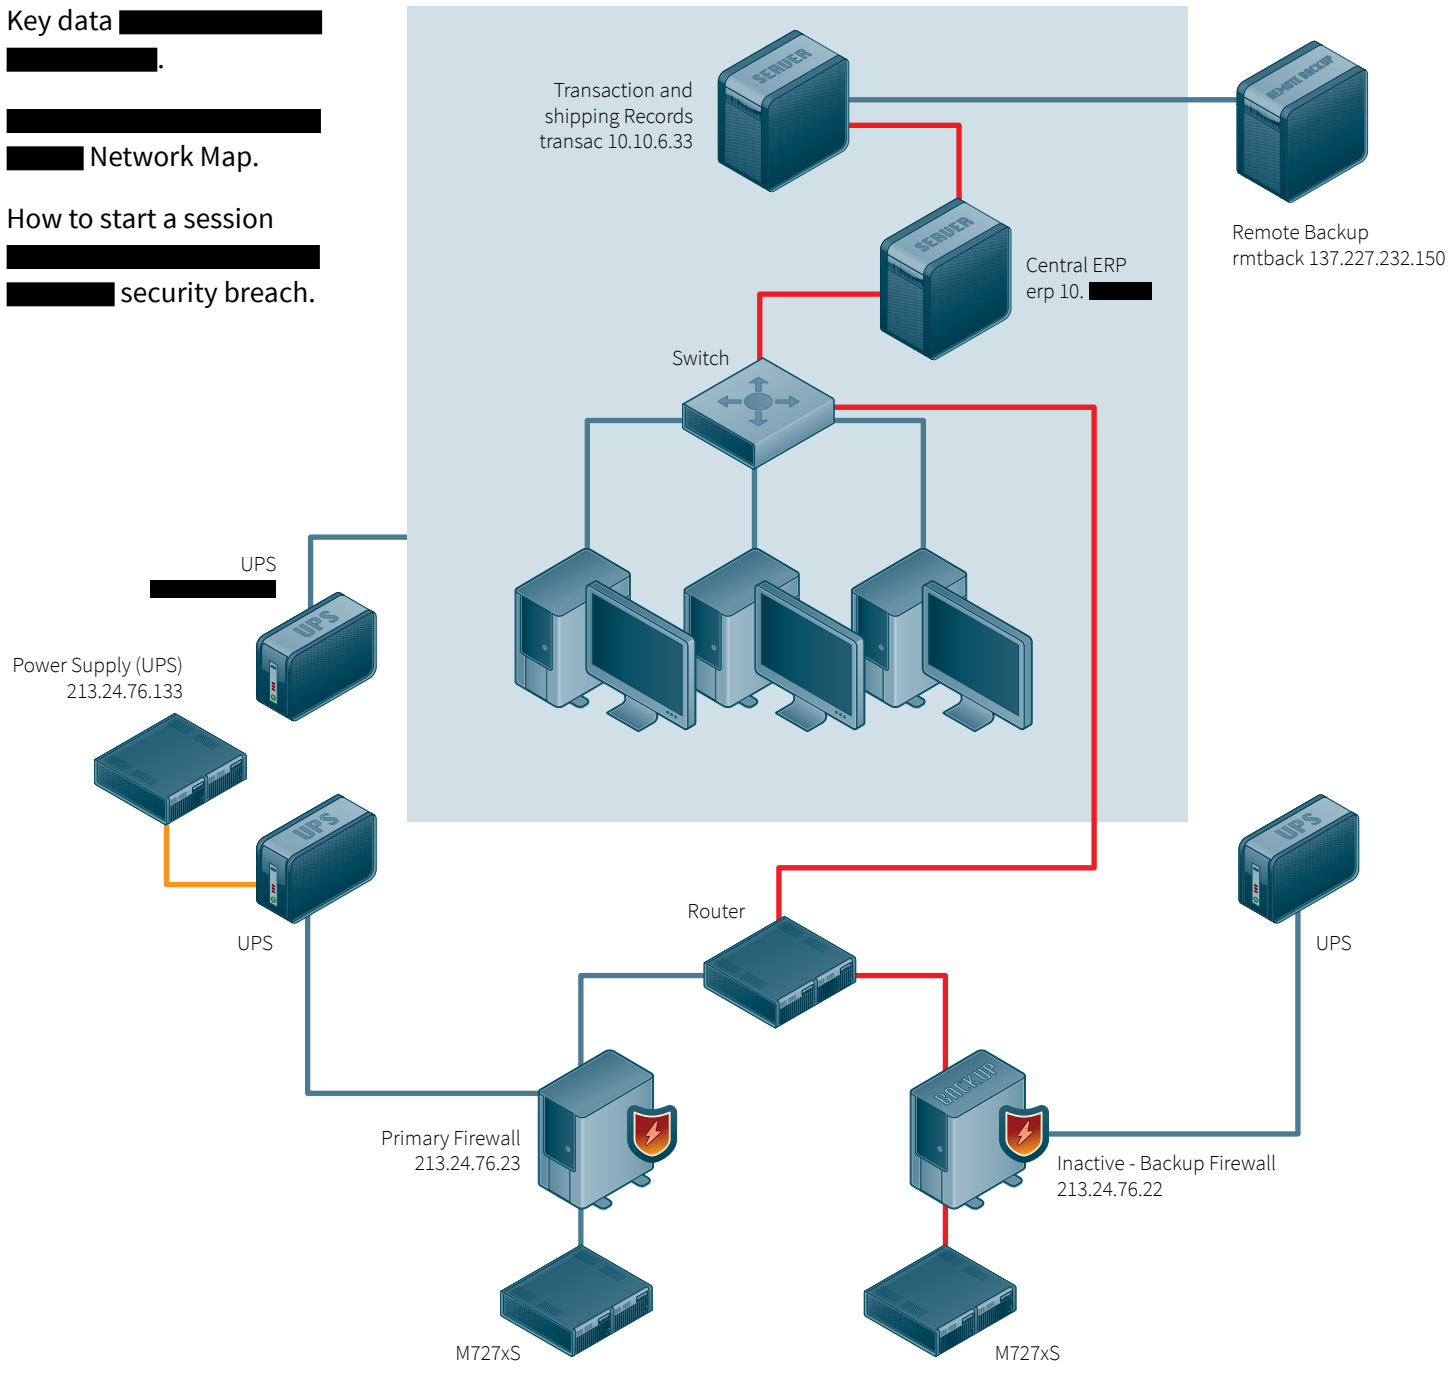 Key data
.
Network Map.
How to start a session
security breach.
SERVER
Transaction and
shipping Records
transac 10.10.6.33
REMOTE BACKUP
Remote Backup
rmtback 137.227.232.150
SERVER
Central ERP
erp 10.
Switch
UPS
UPS
Power Supply (UPS)
213.24.76.133
UPS
UPS
UPS
UPS
Router
Primary Firewall
213.24.76.23
BACKUP
Inactive - Backup Firewall
213.24.76.22
M727xS
M727xS